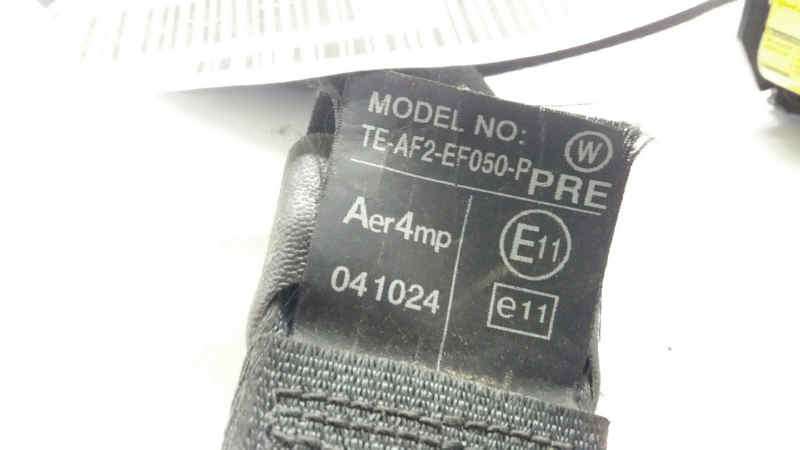 MODEL NO:
TE-AF2-EF050-P
W
PRE
Aer4mp
E11
041024
e11